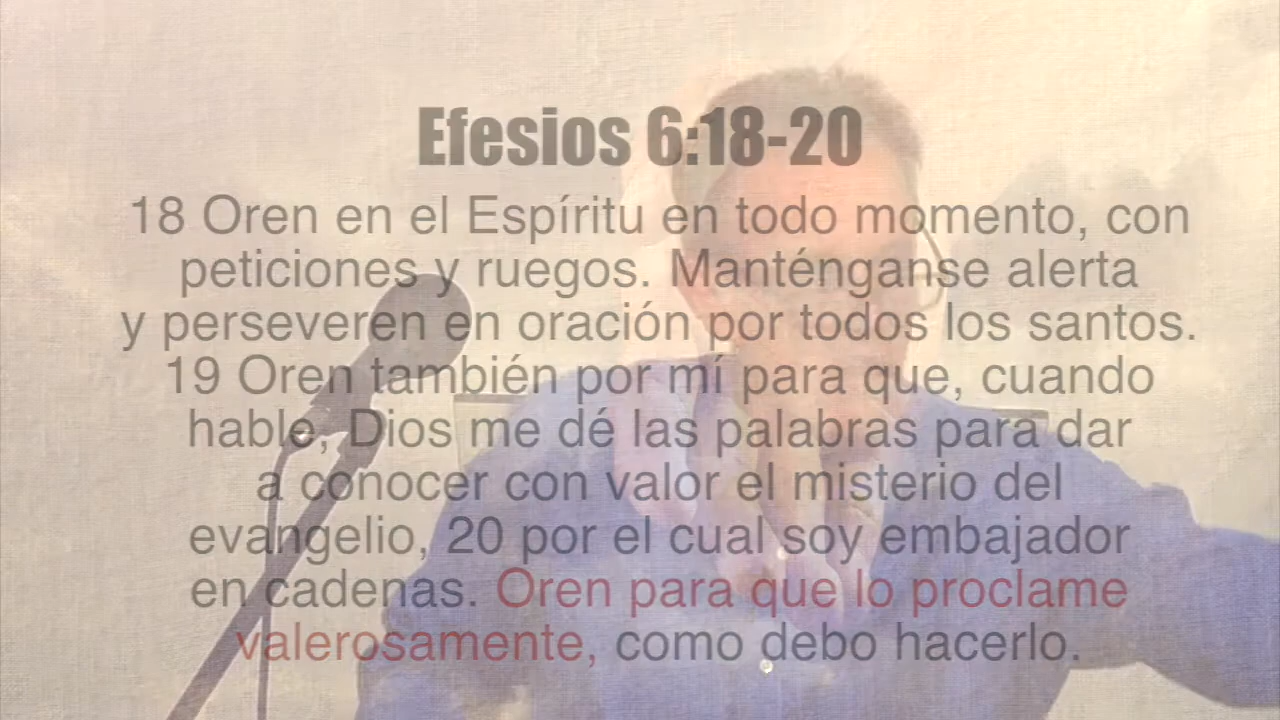 Efesios 6:18-20
18 Oren en el Espíritu en todo momento, con
peticiones y ruegos. Manténganse alerta
y perseveren en oración por todos los santos.
19 Oren también por mí para que, cuando
hable, Dios me dé las palabras para dar
a conocer con valor el misterio del
evangelio, 20 por el cual soy embajador
en cadenas. Oren para que lo proclame
valerosamente, como debo hacerlo.